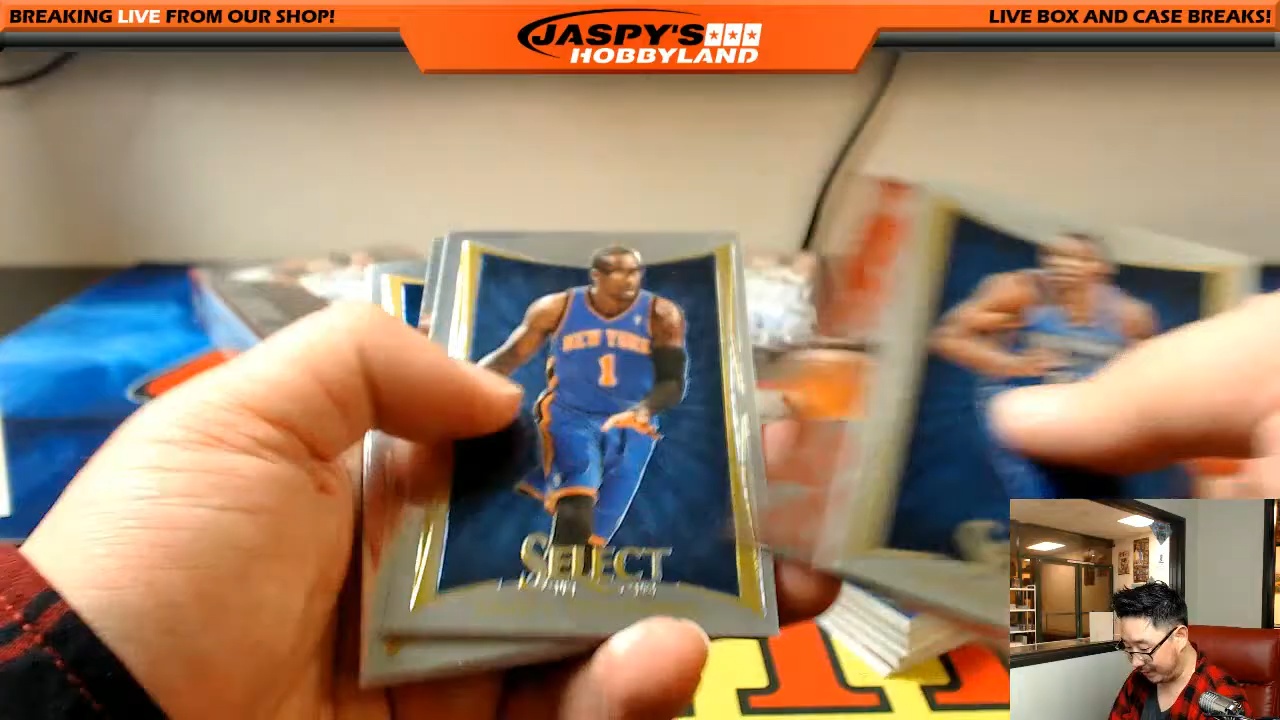 BREAKING LIVE FROM OUR SHOP!
JASPY'S
HOBBYLAND
LIVE BOX AND CASE BREAKS!
NEW YORK
1
SELECT